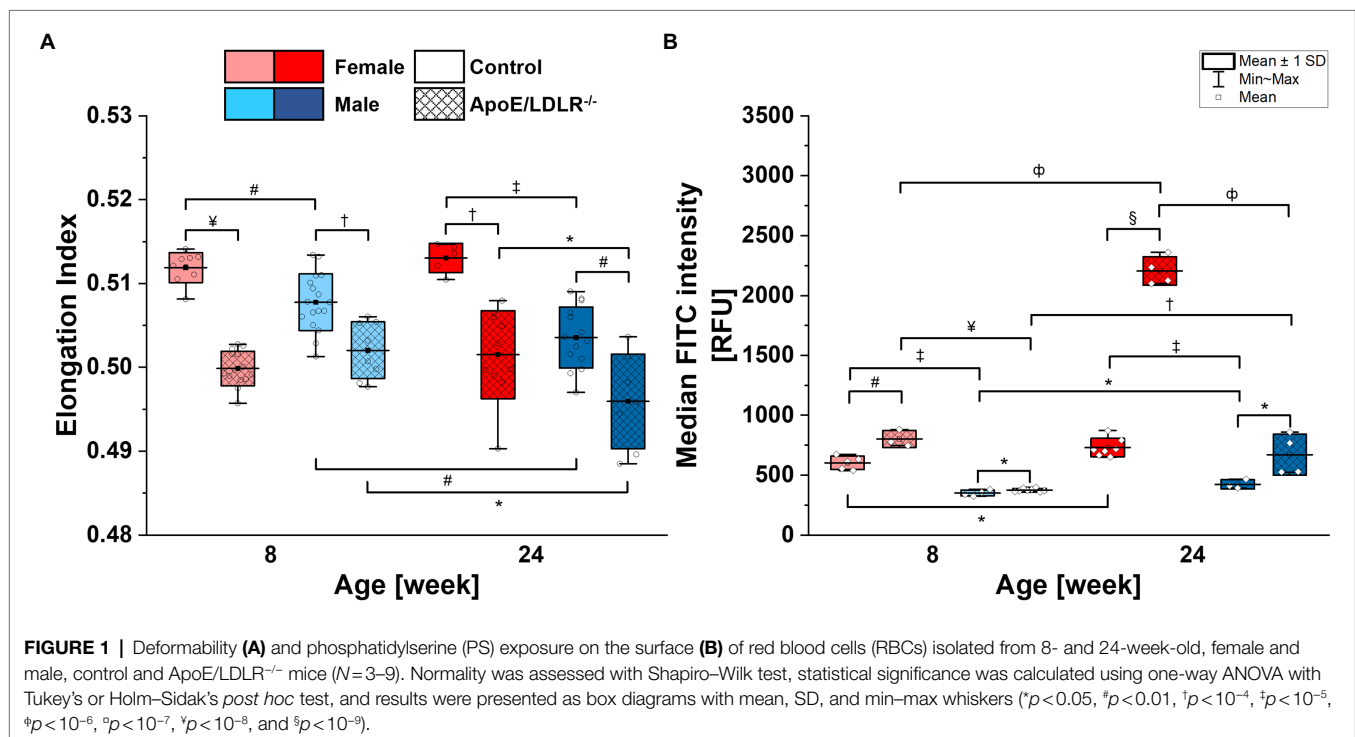 A
B
Female
Control
Male
ApoE/LDLR⁻/⁻
Mean ± 1 SD
Min~Max
Mean
0.53
0.52
0.51
0.50
0.49
0.48
Elongation Index
#
¥
†
‡
†
*
#
#
*
8
24
Age [week]
3500
3000
2500
2000
1500
1000
500
0
Median FITC intensity
[RFU]
ф
ф
§
†
¥
‡
‡
#
*
*
*
*
8
24
Age [week]
FIGURE 1 | Deformability (A) and phosphatidylserine (PS) exposure on the surface (B) of red blood cells (RBCs) isolated from 8- and 24-week-old, female and
male, control and ApoE/LDLR⁻/⁻ mice (N=3–9). Normality was assessed with Shapiro–Wilk test, statistical significance was calculated using one-way ANOVA with
Tukey's or Holm–Sidak's post hoc test, and results were presented as box diagrams with mean, SD, and min–max whiskers (*p<0.05, #p<0.01, †p<10⁻⁴, ‡p<10⁻⁵,
ɸp<10⁻⁶, ¤p<10⁻⁷, ¥p<10⁻⁸, and §p<10⁻⁹).